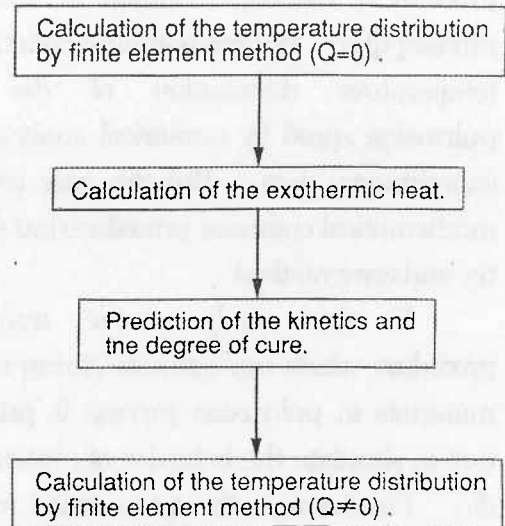 Calculation of the temperature distribution
by finite element method (Q=0) .
Calculation of the exothermic heat.
Prediction of the kinetics and
tne degree of cure.
Calculation of the temperature distribution
by finite element method (Q≠0) .